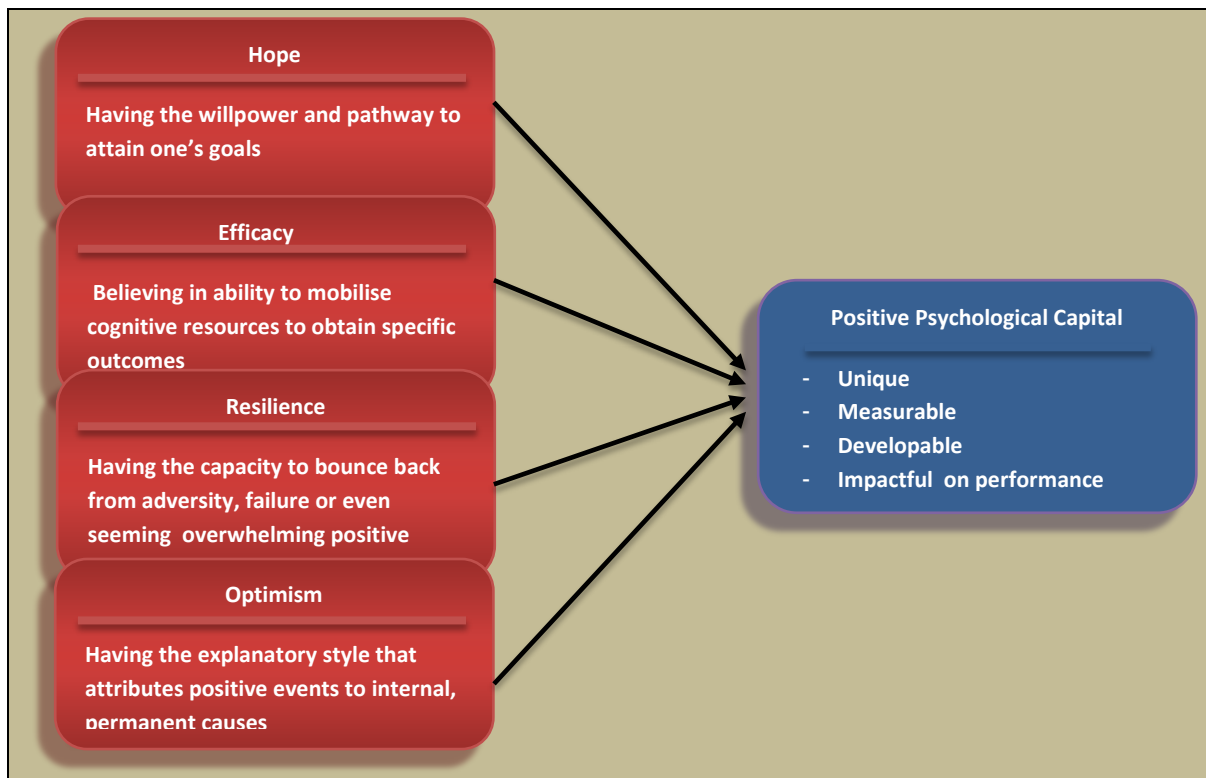 Hope
Having the willpower and pathway to
attain one’s goals
Efficacy
Believing in ability to mobilise
cognitive resources to obtain specific
outcomes
Resilience
Having the capacity to bounce back
from adversity, failure or even
seeming overwhelming positive
Optimism
Having the explanatory style that
attributes positive events to internal,
permanent causes
Positive Psychological Capital
- Unique
- Measurable
- Developable
- Impactful on performance